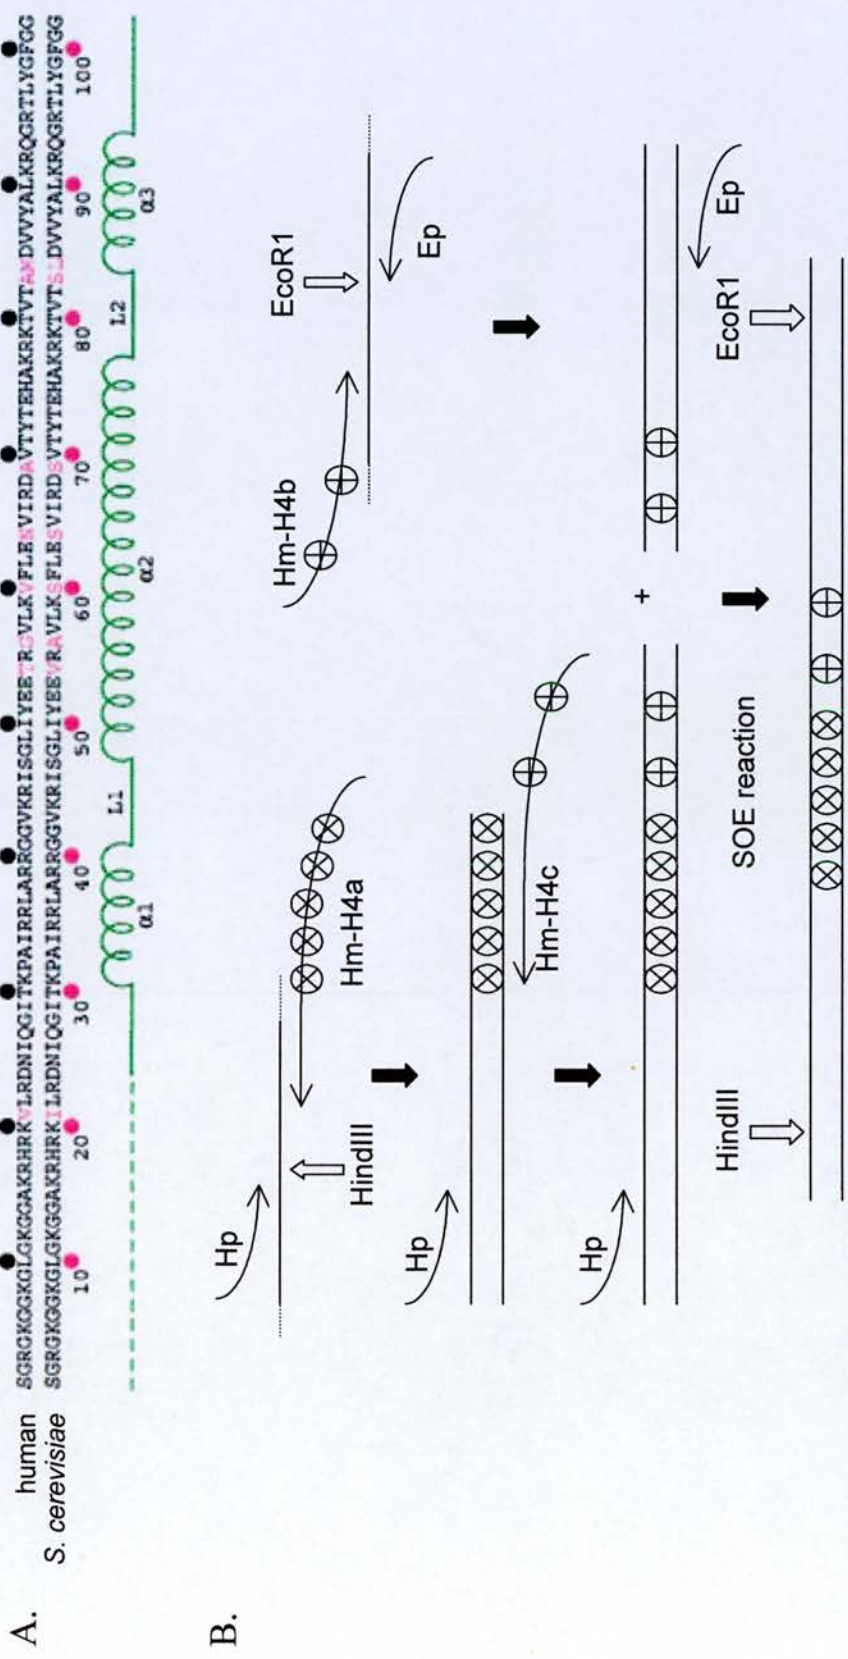 A.
human SGRGKGGKGLGKGGAKRHRKVLRDNIQGITKPAIRRLARRGGVKRISGLIYEETRGVLKVFLENVIRDAVTYTEHAKRKTVTAMDVVYALKRQGRTLYGFGG
S. cerevisiae SGRGKGGKGLGKGGAKRHRKILRDNIQGITKPAIRRLARRGGVKRISGLIYEEVRAVLKSFLESVIRDSVTYTEHAKRKTVTSLDVVYALKRQGRTLYGFGG
10 20 30 40 50 60 70 80 90 100
L1 L2
α1 α2 α3
B.
Hp
Hm-H4b
EcoR1
HindIII
Hm-H4a
Ep
Hp
Hm-H4c
Hp
+
Ep
HindIII
SOE reaction
EcoR1